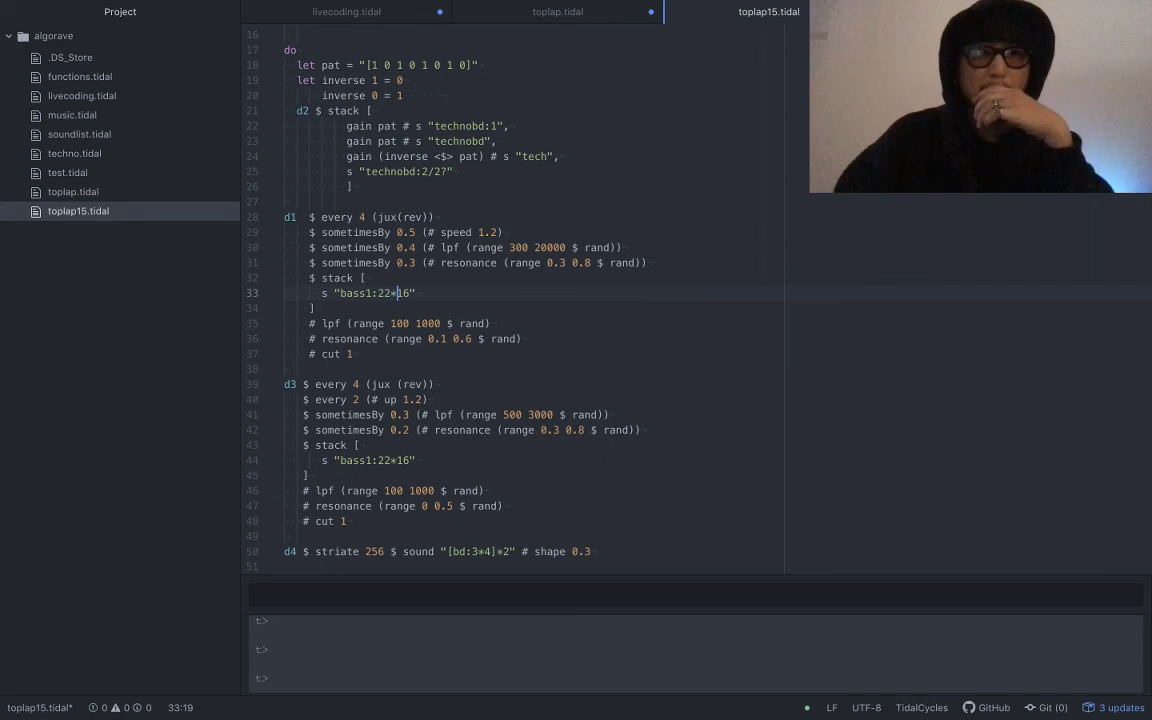 Project
livecoding.tidal
toplap.tidal
toplap15.tidal
algorave
.DS_Store
functions.tidal
livecoding.tidal
music.tidal
soundlist.tidal
techno.tidal
test.tidal
toplap.tidal
toplap15.tidal
16
17 do
18 let pat = "[1 0 1 0 1 0 1 0]"
19 let inverse 1 = 0
20 inverse 0 = 1
21 d2 $ stack [
22 gain pat # s "technobd:1",
23 gain pat # s "technobd",
24 gain (inverse <$> pat) # s "tech",
25 s "technobd:2/2?"
26 ]
27
28 d1 $ every 4 (jux(rev))
29 $ sometimesBy 0.5 (# speed 1.2)
30 $ sometimesBy 0.4 (# lpf (range 300 20000 $ rand))
31 $ sometimesBy 0.3 (# resonance (range 0.3 0.8 $ rand))
32 $ stack [
33 s "bass1:22*16"
34 ]
35 # lpf (range 100 1000 $ rand)
36 # resonance (range 0.1 0.6 $ rand)
37 # cut 1
38
39 d3 $ every 4 (jux (rev))
40 $ every 2 (# up 1.2)
41 $ sometimesBy 0.3 (# lpf (range 500 3000 $ rand))
42 $ sometimesBy 0.2 (# resonance (range 0.3 0.8 $ rand))
43 $ stack [
44 s "bass1:22*16"
45 ]
46 # lpf (range 100 1000 $ rand)
47 # resonance (range 0 0.5 $ rand)
48 # cut 1
49
50 d4 $ striate 256 $ sound "[bd:3*4]*2" # shape 0.3
51
t>
t>
t>
toplap15.tidal* 0 0 0 33:19 LF UTF-8 TidalCycles GitHub Git (0) 3 updates